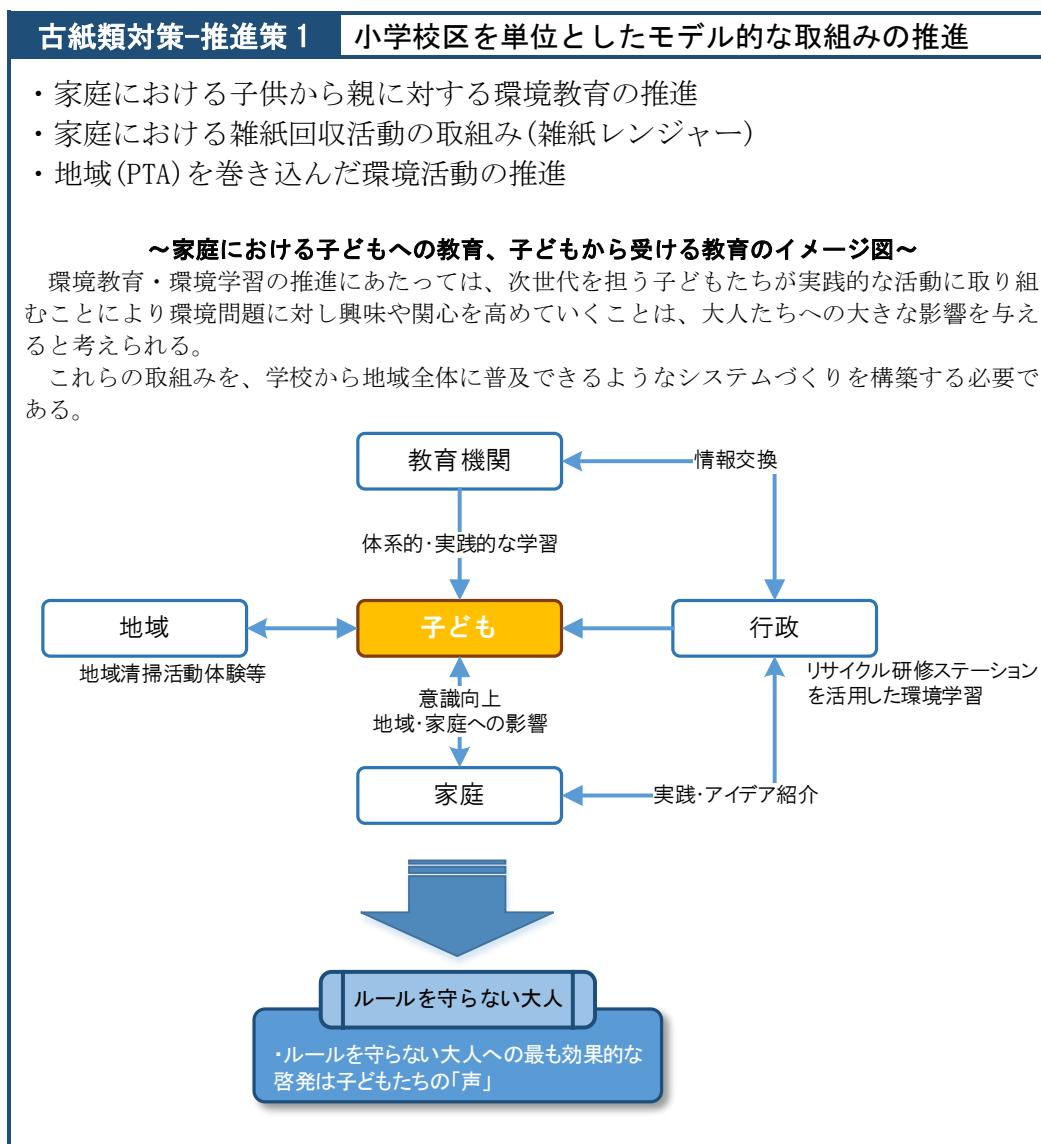 古紙類対策-推進策1 小学校区を単位としたモデル的な取組みの推進
・家庭における子供から親に対する環境教育の推進
・家庭における雑紙回収活動の取組み(雑紙レンジャー)
・地域(PTA)を巻き込んだ環境活動の推進
～家庭における子どもへの教育、子どもから受ける教育のイメージ図～
環境教育・環境学習の推進にあたっては、次世代を担う子どもたちが実践的な活動に取り組
むことにより環境問題に対し興味や関心を高めていくことは、大人たちへの大きな影響を与え
ると考えられる。
これらの取組みを、学校から地域全体に普及できるようなシステムづくりを構築する必要で
ある。
教育機関
情報交換
体系的・実践的な学習
地域
子ども
行政
地域清掃活動体験等
リサイクル研修ステーション
を活用した環境学習
意識向上
地域・家庭への影響
家庭
実践・アイデア紹介
ルールを守らない大人
・ルールを守らない大人への最も効果的な
啓発は子どもたちの「声」